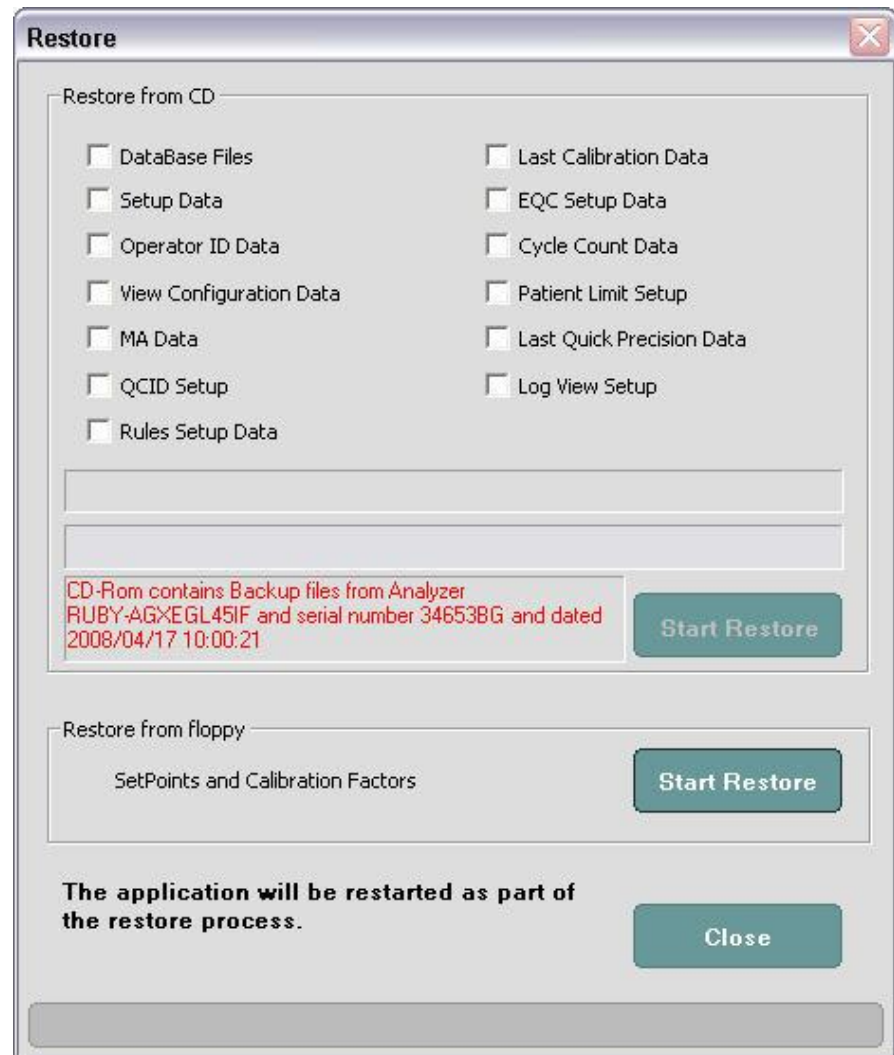 Restore
Restore from CD
DataBase Files
Last Calibration Data
Setup Data
EQC Setup Data
Operator ID Data
Cycle Count Data
View Configuration Data
Patient Limit Setup
MA Data
Last Quick Precision Data
QCID Setup
Log View Setup
Rules Setup Data
CD-Rom contains Backup files from Analyzer
RUBY-AGXEGL45IF and serial number 34653BG and dated
2008/04/17 10:00:21
Start Restore
Restore from floppy
SetPoints and Calibration Factors
Start Restore
The application will be restarted as part of
the restore process.
Close